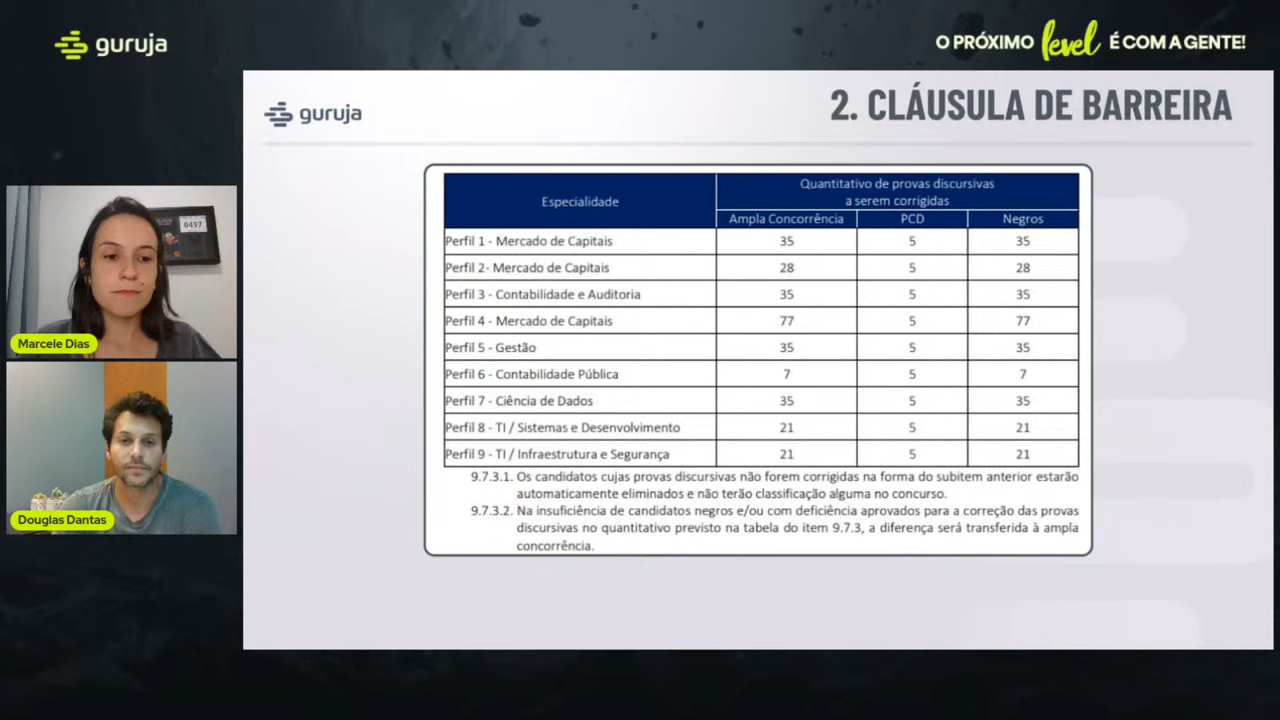 guruja
O PRÓXIMO level É COM A GENTE!
guruja
2. CLÁUSULA DE BARREIRA
Especialidade
Quantitativo de provas discursivas
a serem corrigidas
Ampla Concorrência PCD Negros
Perfil 1 - Mercado de Capitais 35 5 35
Perfil 2- Mercado de Capitais 28 5 28
Perfil 3 - Contabilidade e Auditoria 35 5 35
Perfil 4 - Mercado de Capitais 77 5 77
Perfil 5 - Gestão 35 5 35
Perfil 6 - Contabilidade Pública 7 5 7
Perfil 7 - Ciência de Dados 35 5 35
Perfil 8 - TI / Sistemas e Desenvolvimento 21 5 21
Perfil 9 - TI / Infraestrutura e Segurança 21 5 21
9.7.3.1. Os candidatos cujas provas discursivas não forem corrigidas na forma do subitem anterior estarão
automaticamente eliminados e não terão classificação alguma no concurso.
9.7.3.2. Na insuficiência de candidatos negros e/ou com deficiência aprovados para a correção das provas
discursivas no quantitativo previsto na tabela do item 9.7.3, a diferença será transferida à ampla
concorrência.
0497
Marcele Dias
Douglas Dantas